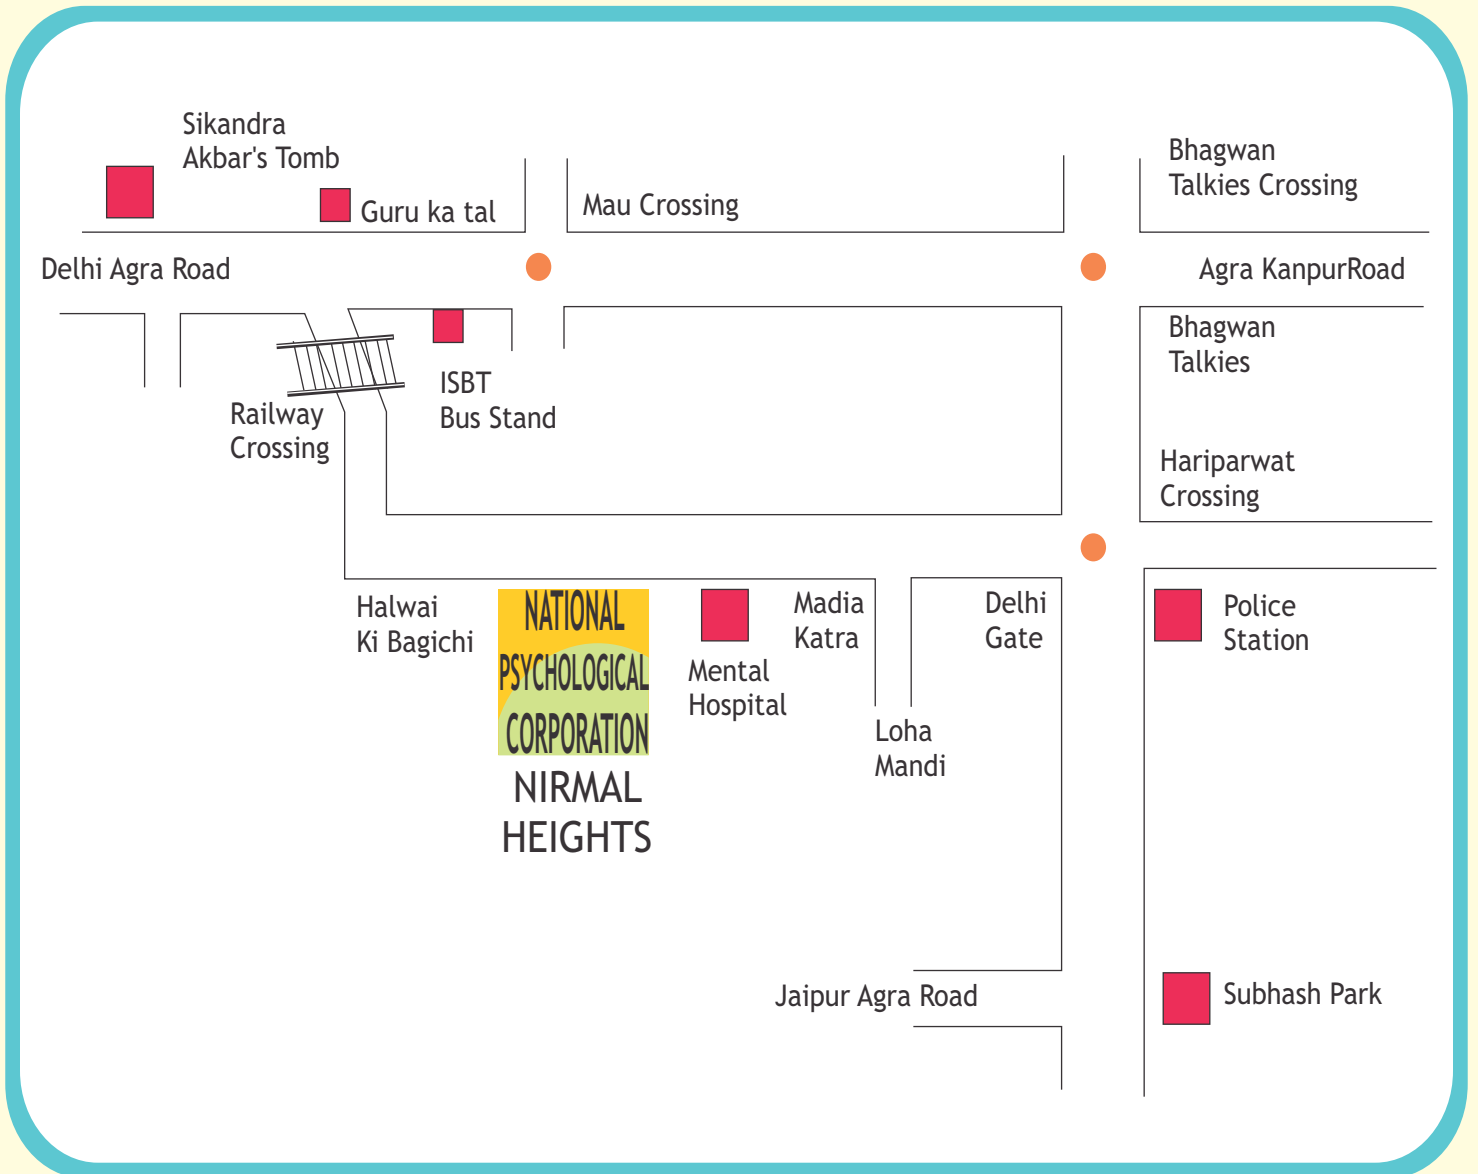 Sikandra
Akbar's Tomb
Guru ka tal
Mau Crossing
Bhagwan
Talkies Crossing
Delhi Agra Road
Agra KanpurRoad
Bhagwan
Talkies
ISBT
Bus Stand
Railway
Crossing
Hariparwat
Crossing
Halwai
Ki Bagichi
NATIONAL
PSYCHOLOGICAL
CORPORATION
NIRMAL
HEIGHTS
Mental
Hospital
Madia
Katra
Loha
Mandi
Delhi
Gate
Police
Station
Jaipur Agra Road
Subhash Park